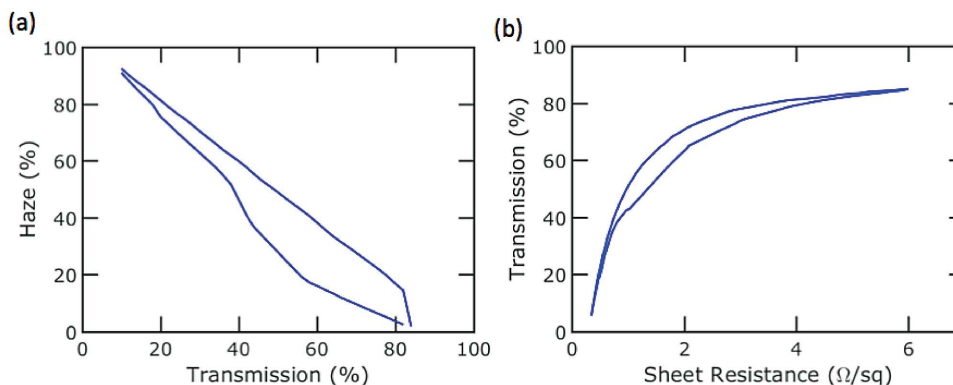 (a)
100
80
60
40
20
0
Haze (%)
0 20 40 60 80 100
Transmission (%)
(b)
100
80
60
40
20
0
Transmission (%)
0 2 4 6
Sheet Resistance (Ω/sq)